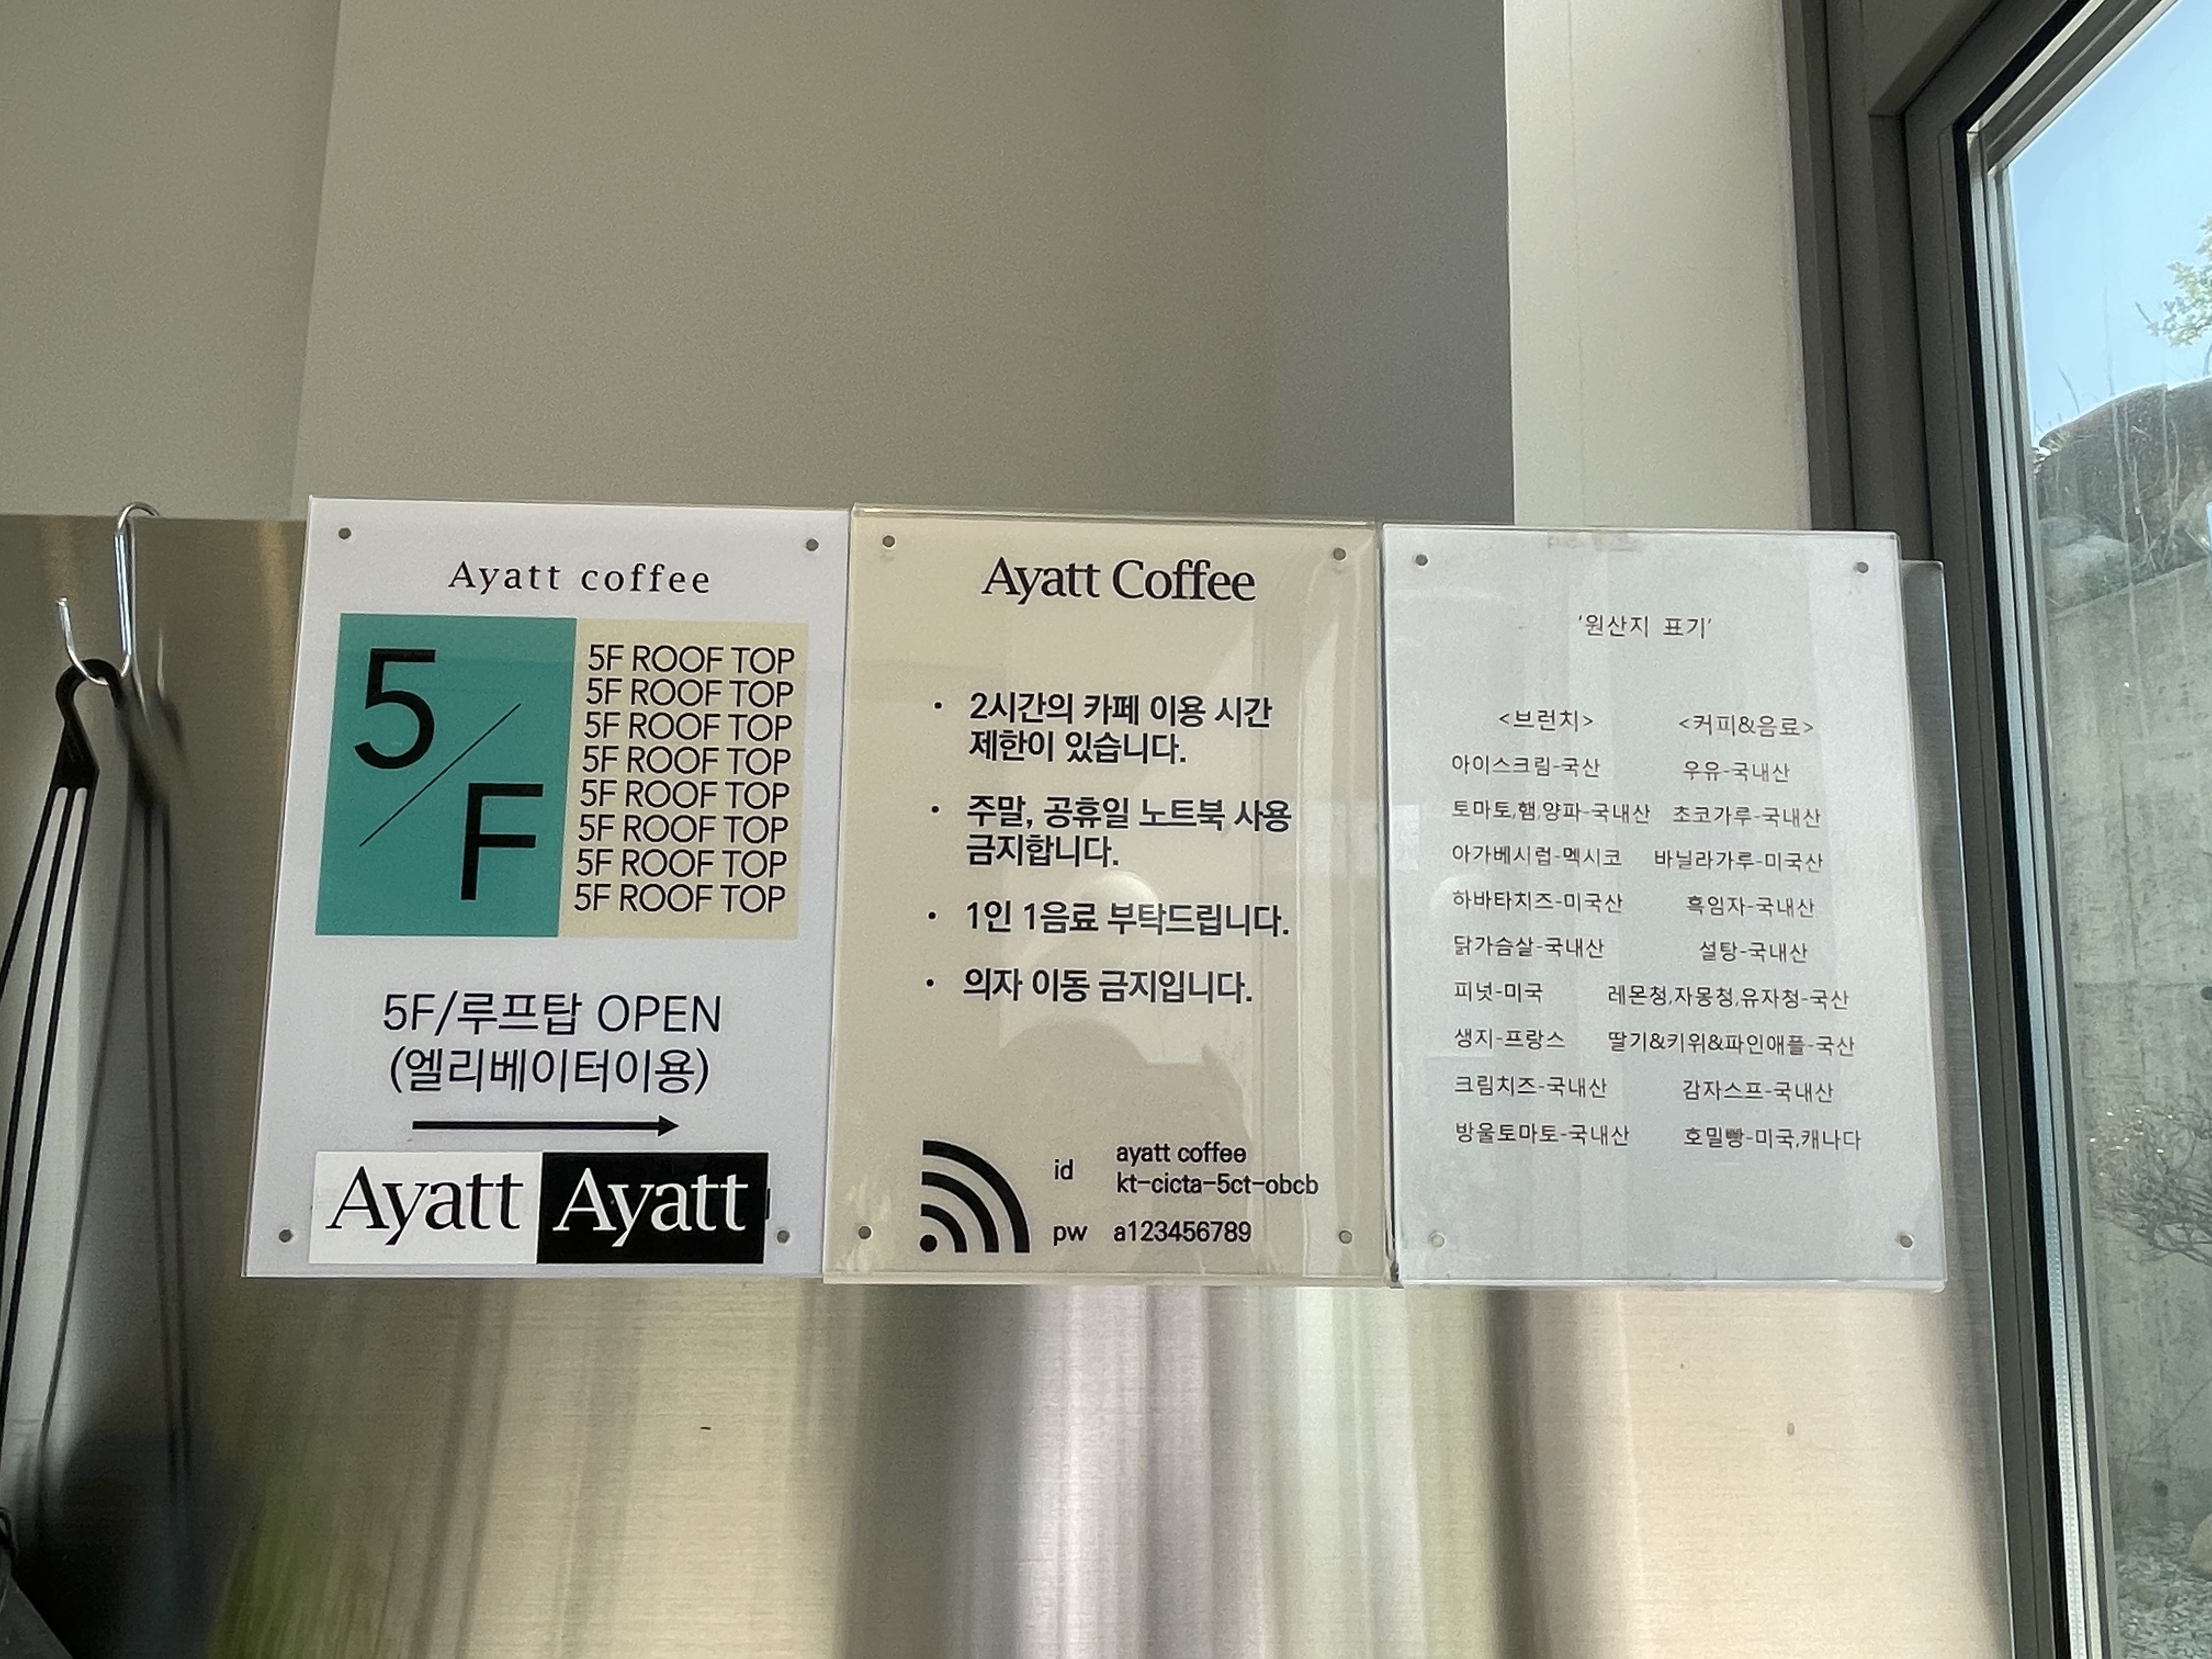 Ayatt coffee
5/F
5F ROOF TOP
5F ROOF TOP
5F ROOF TOP
5F ROOF TOP
5F ROOF TOP
5F ROOF TOP
5F ROOF TOP
5F ROOF TOP
5F/루프탑 OPEN
(엘리베이터이용)
Ayatt Ayatt
Ayatt Coffee
• 2시간의 카페 이용 시간
제한이 있습니다.
• 주말, 공휴일 노트북 사용
금지합니다.
• 1인 1음료 부탁드립니다.
• 의자 이동 금지입니다.
id ayatt coffee
kt-cicta-5ct-obcb
pw a123456789
'원산지 표기'
<브런치>
아이스크림-국산
토마토,햄,양파-국내산
아가베시럽-멕시코
하바타치즈-미국산
닭가슴살-국내산
피넛-미국
생지-프랑스
크림치즈-국내산
방울토마토-국내산
<커피&음료>
우유-국내산
초코가루-국내산
바닐라가루-미국산
흑임자-국내산
설탕-국내산
레몬청,자몽청,유자청-국산
딸기&키위&파인애플-국산
감자스프-국내산
호밀빵-미국,캐나다